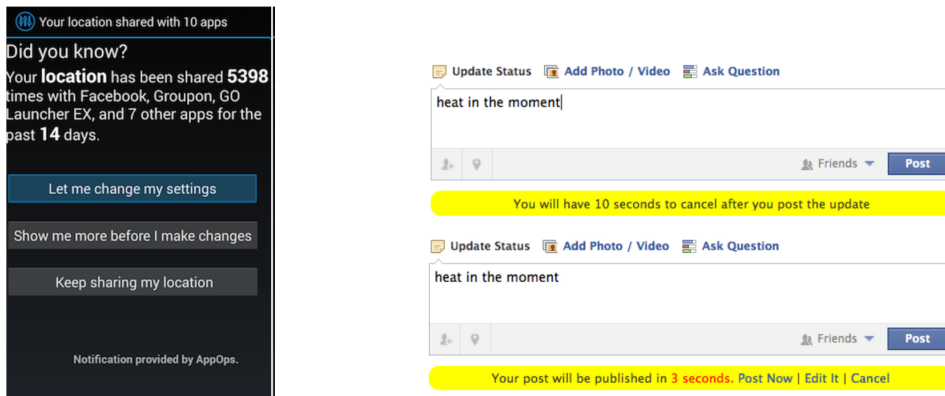 Your location shared with 10 apps
Did you know?
Your location has been shared 5398
times with Facebook, Groupon, GO
Launcher EX, and 7 other apps for the
past 14 days.
Let me change my settings
Show me more before I make changes
Keep sharing my location
Notification provided by AppOps.
Update Status Add Photo / Video Ask Question
heat in the moment
Friends Post
You will have 10 seconds to cancel after you post the update
Update Status Add Photo / Video Ask Question
heat in the moment
Friends Post
Your post will be published in 3 seconds. Post Now | Edit It | Cancel